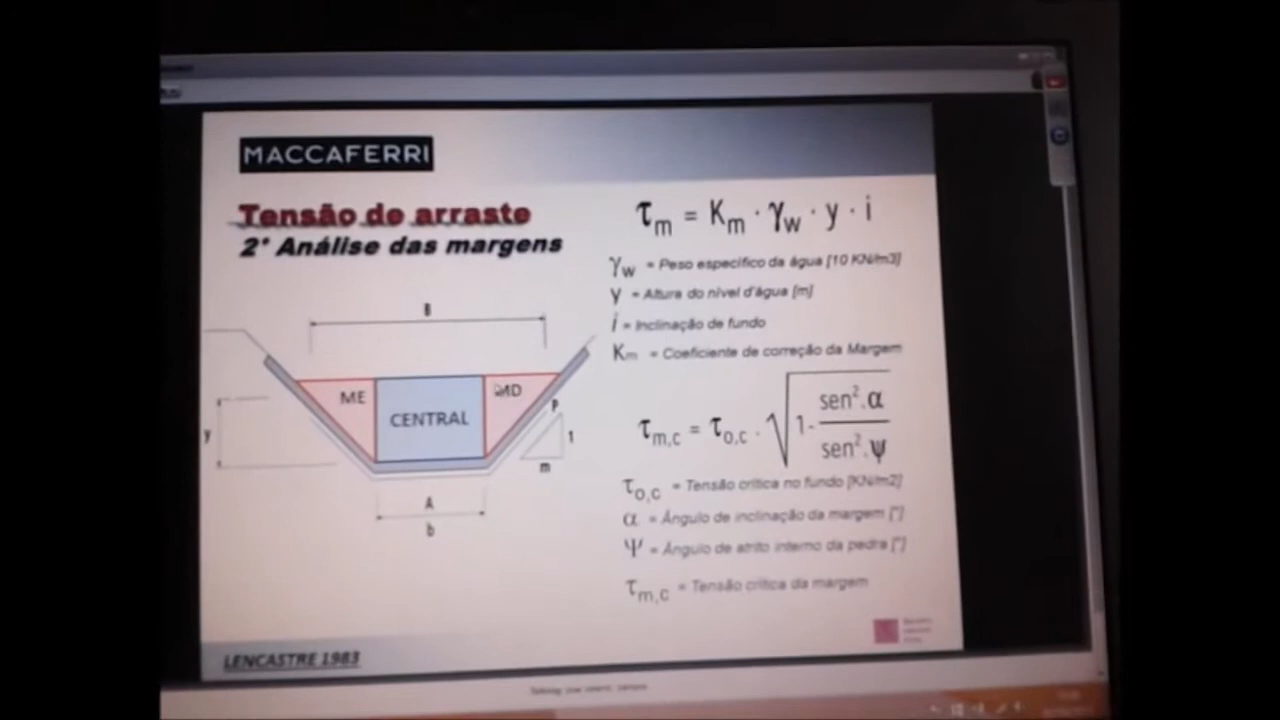 MACCAFERRI
Tensão de arraste
2ª Análise das margens
τm = Km · γw · y · i
γw = Peso específico da água [10 KN/m3]
y = Altura do nível d'água [m]
i = Inclinação de fundo
Km = Coeficiente de correção da Margem
B
ME
CENTRAL
MD
P
y
1
m
A
b
τm,c = τo,c · √1- sen².α / sen².ψ
τo,c = Tensão crítica no fundo [KN/m2]
α = Ângulo de inclinação da margem [°]
Ψ = Ângulo de atrito interno da pedra [°]
τm,c = Tensão crítica da margem
LENCASTRE 1983